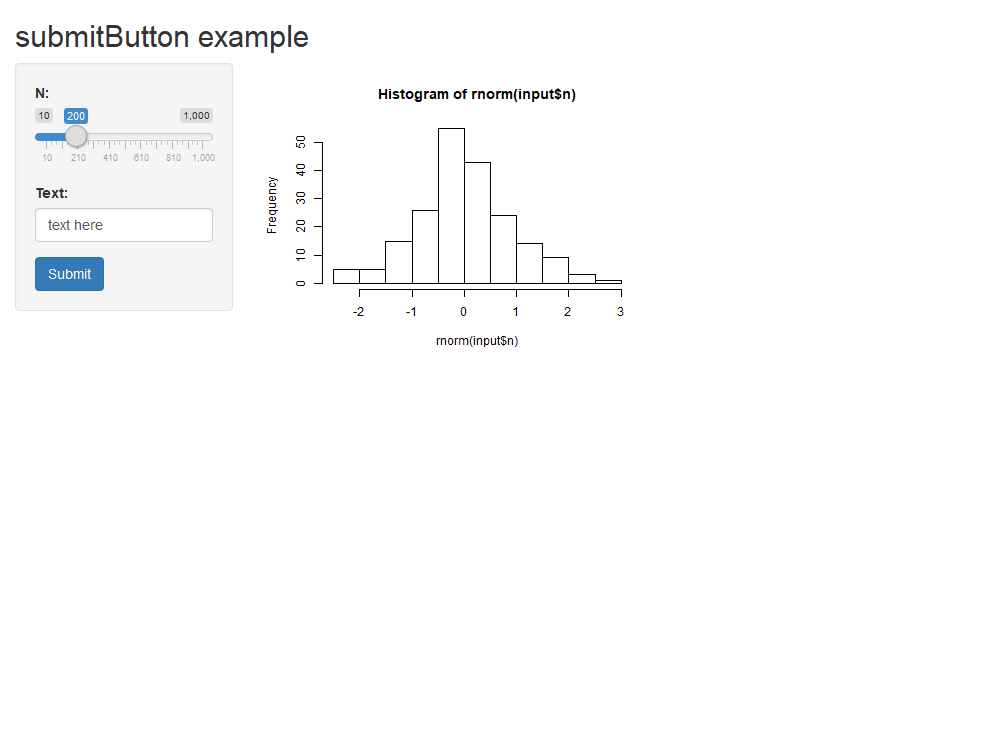 submitButton example
N:
10 200 1,000
10 210 410 610 810 1,000
Text:
text here
Submit
Histogram of rnorm(input$n)
Frequency
50
40
30
20
10
0
-2 -1 0 1 2 3
rnorm(input$n)